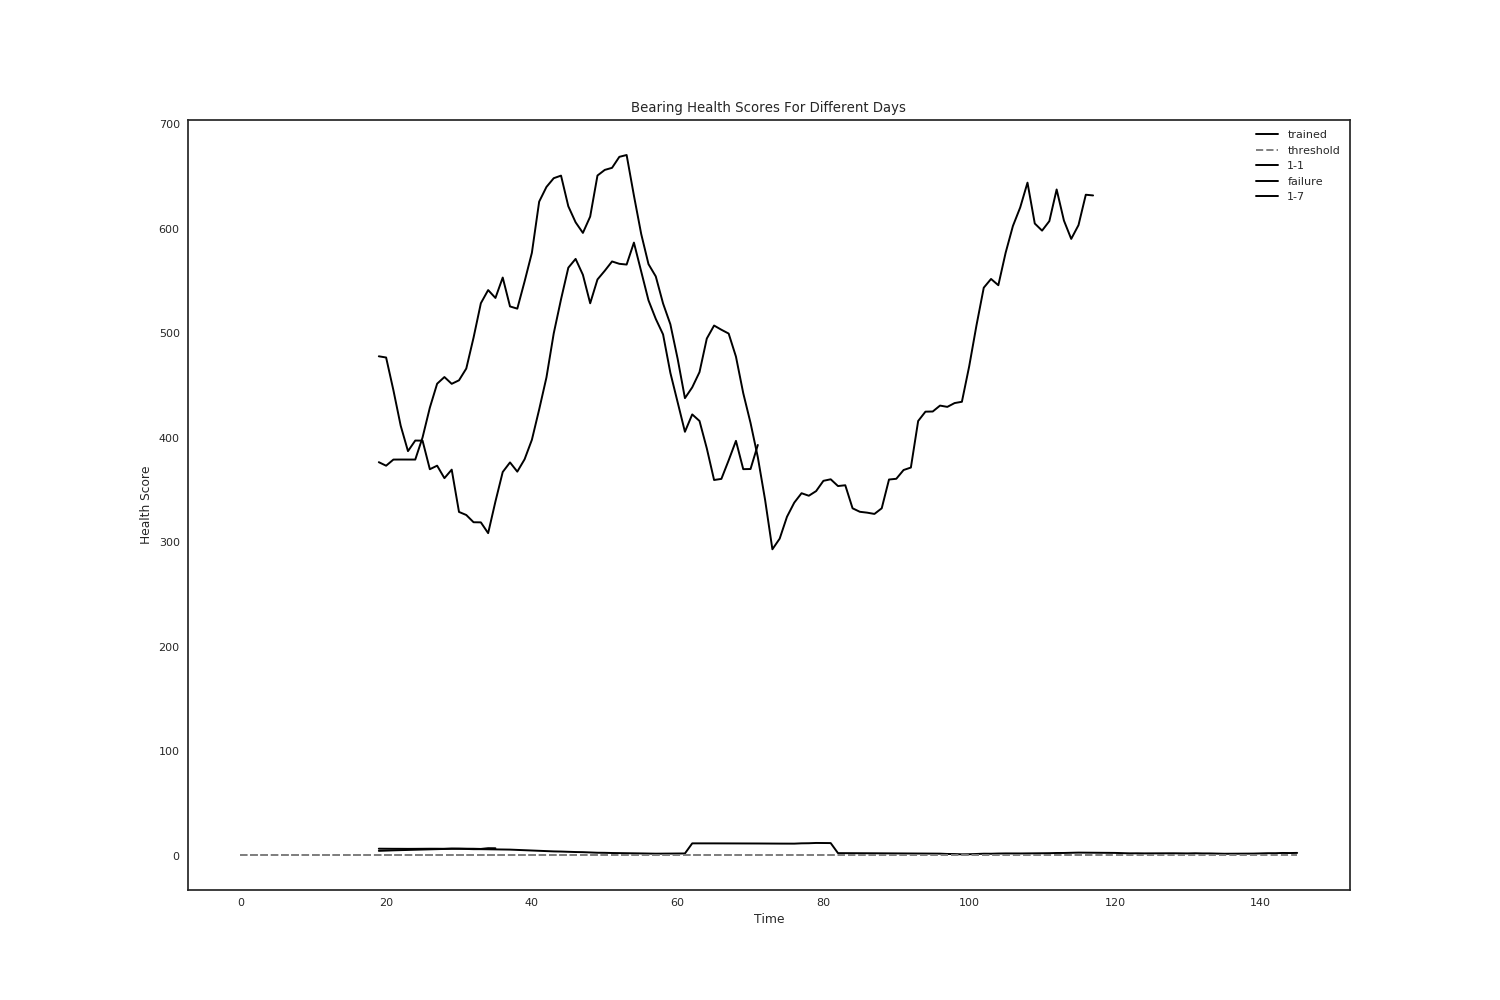 Bearing Health Scores For Different Days
700
600
500
400
300
200
100
0
Health Score
trained
threshold
1-1
failure
1-7
0 20 40 60 80 100 120 140
Time